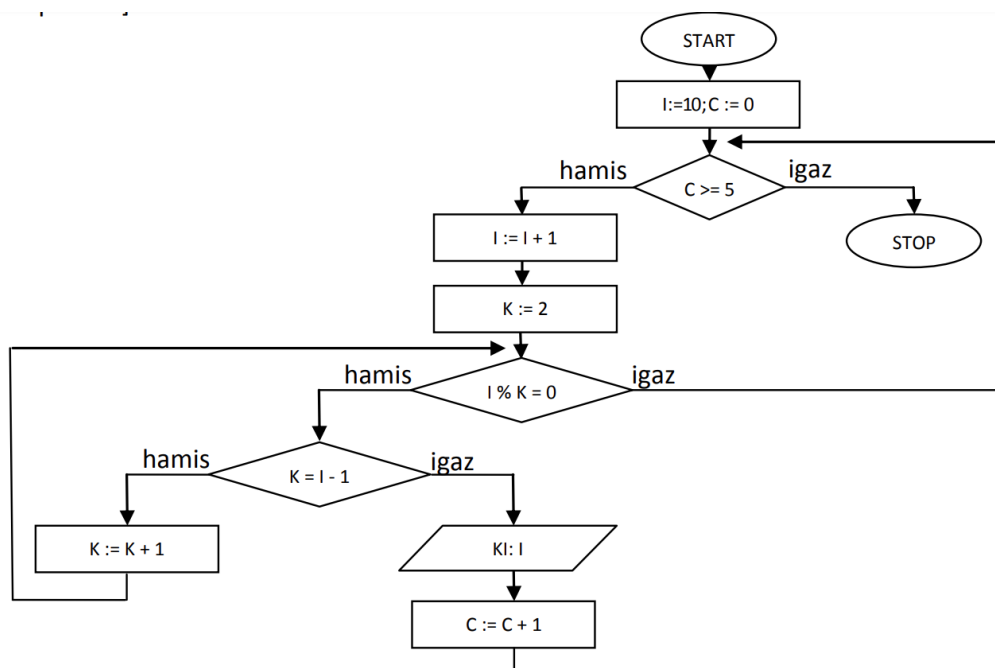 START
I:=10;C := 0
hamis
igaz
C >= 5
I := I + 1
STOP
K := 2
hamis
igaz
I % K = 0
hamis
igaz
K = I - 1
K := K + 1
KI: I
C := C + 1